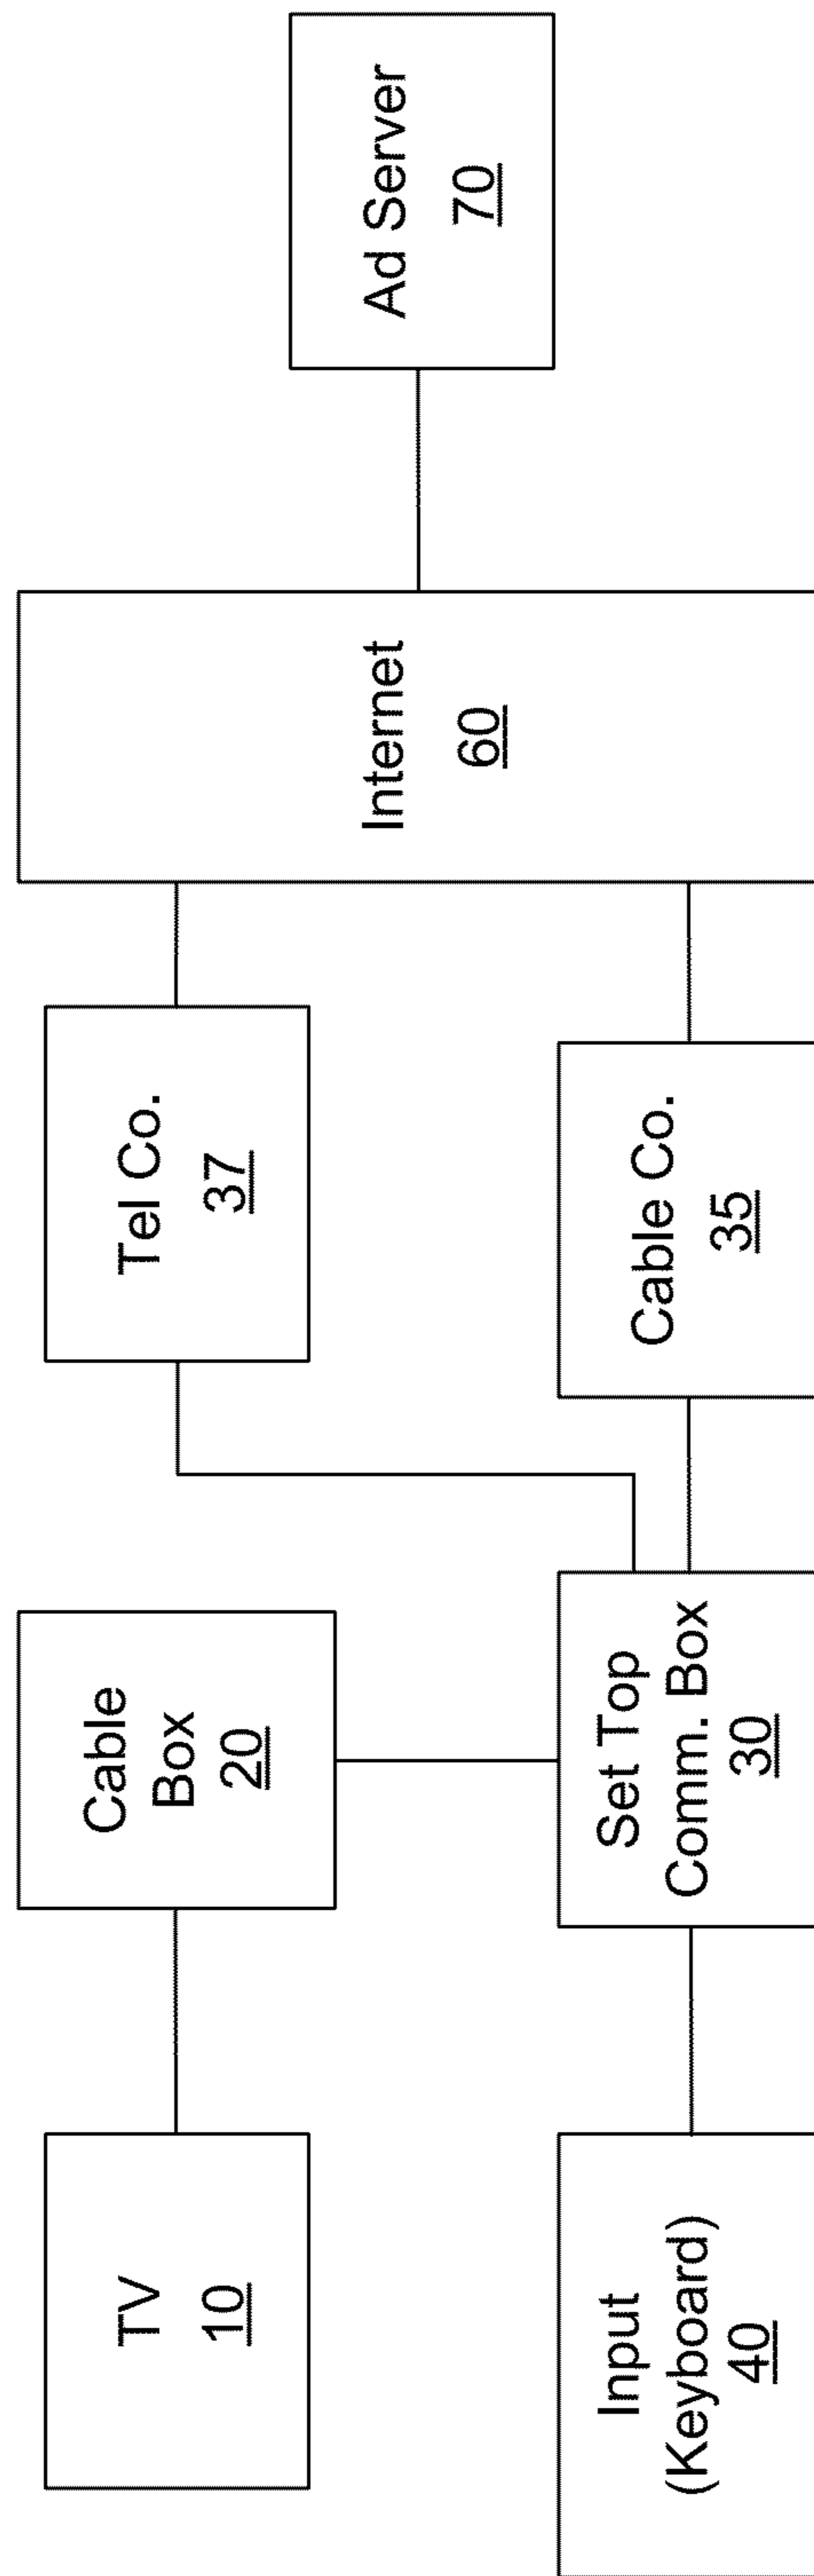 TV
10
Cable
Box
20
Tel Co.
37
Internet
60
Ad Server
70
Input
(Keyboard)
40
Set Top
Comm. Box
30
Cable Co.
35